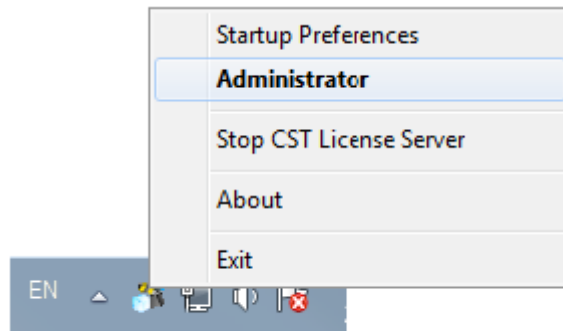 Startup Preferences
Administrator
Stop CST License Server
About
Exit
EN